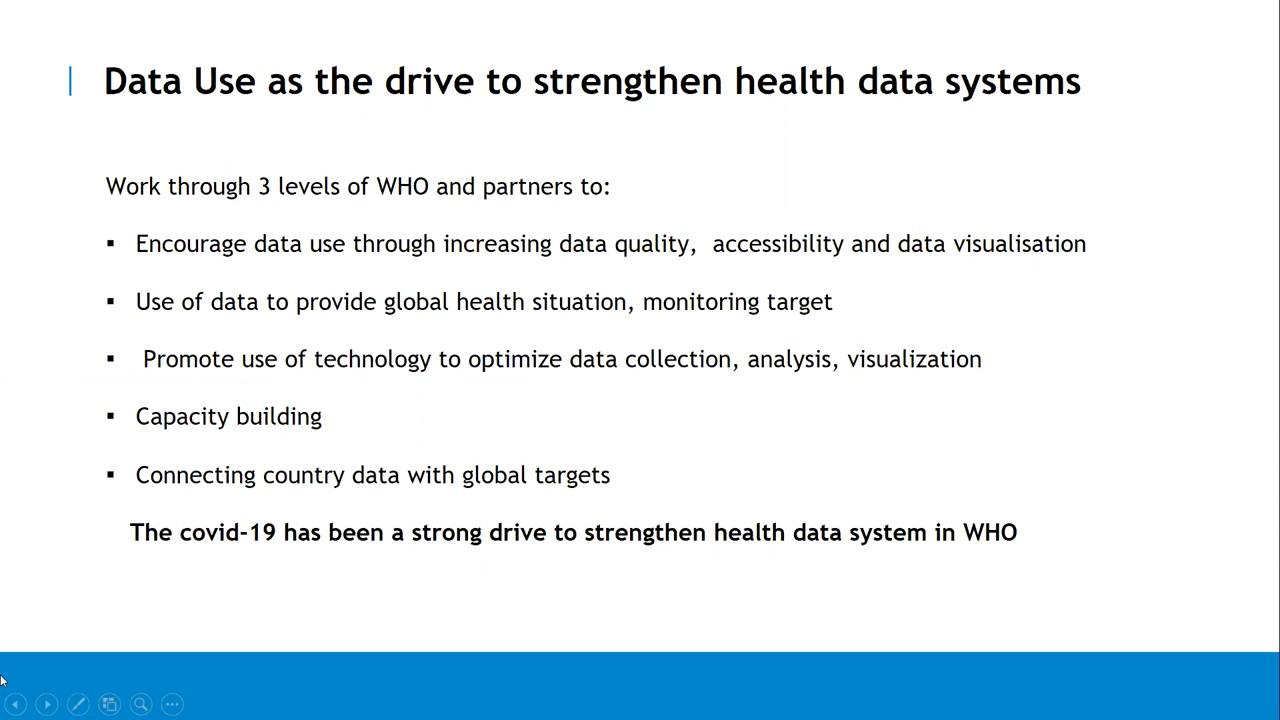 Data Use as the drive to strengthen health data systems
Work through 3 levels of WHO and partners to:
▪ Encourage data use through increasing data quality,  accessibility and data visualisation
▪ Use of data to provide global health situation, monitoring target
▪ Promote use of technology to optimize data collection, analysis, visualization
▪ Capacity building
▪ Connecting country data with global targets
The covid-19 has been a strong drive to strengthen health data system in WHO